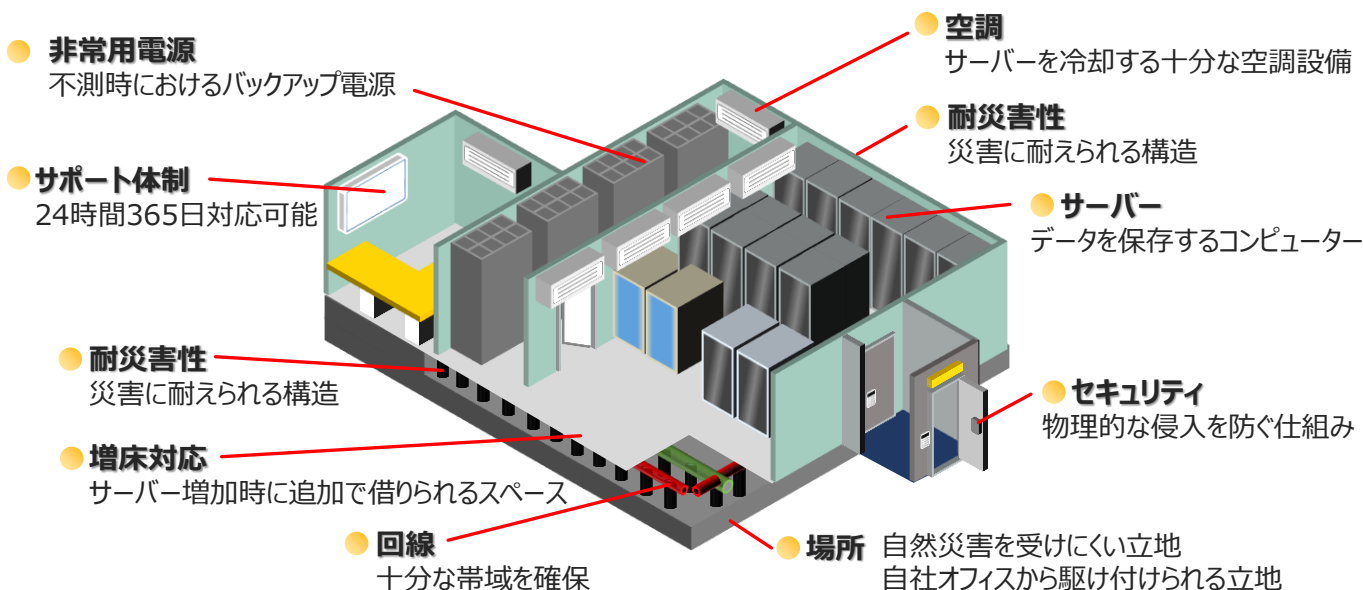 非常用電源
不測時におけるバックアップ電源
空調
サーバーを冷却する十分な空調設備
耐災害性
災害に耐えられる構造
サポート体制
24時間365日対応可能
サーバー
データを保存するコンピューター
耐災害性
災害に耐えられる構造
セキュリティ
物理的な侵入を防ぐ仕組み
増床対応
サーバー増加時に追加で借りられるスペース
回線
十分な帯域を確保
場所 自然災害を受けにくい立地
自社オフィスから駆け付けられる立地